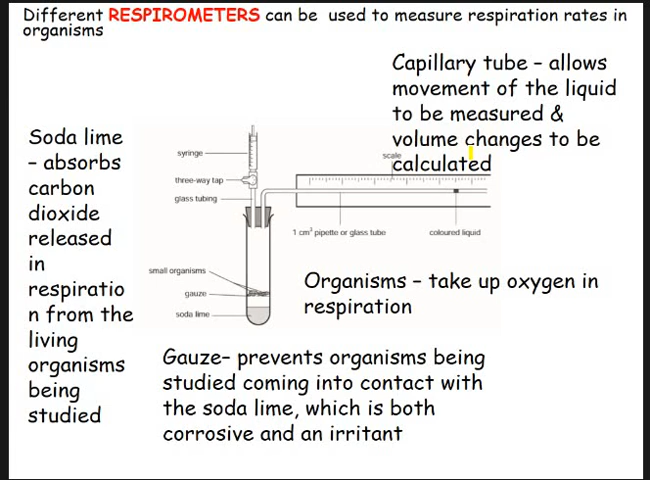 Different RESPIROMETERS can be used to measure respiration rates in
organisms
Capillary tube – allows
movement of the liquid
to be measured &
volume changes to be
calculated
Soda lime
– absorbs
carbon
dioxide
released
in
respiratio
n from the
living
organisms
being
studied
syringe
three-way tap
glass tubing
scale
1 cm³ pipette or glass tube
coloured liquid
small organisms
gauze
soda lime
Organisms – take up oxygen in
respiration
Gauze– prevents organisms being
studied coming into contact with
the soda lime, which is both
corrosive and an irritant